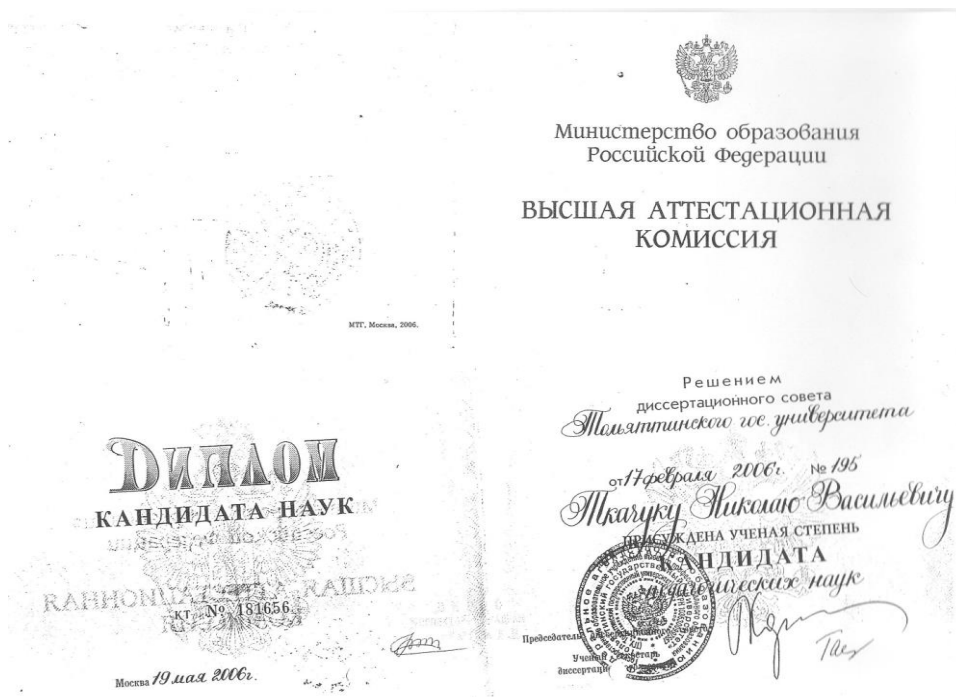 МТГ, Москва, 2006.
ДИПЛОМ
КАНДИДАТА НАУК
КТ № 181656
Москва 19 мая 2006г.
Министерство образования
Российской Федерации
ВЫСШАЯ АТТЕСТАЦИОННАЯ
КОМИССИЯ
Решением
диссертационного совета
Тольяттинского гос. университета
от 17 февраля 2006г. № 195
Ткачуку Николаю Васильевичу
ПРИСУЖДЕНА УЧЕНАЯ СТЕПЕНЬ
КАНДИДАТА
наук
Председатель